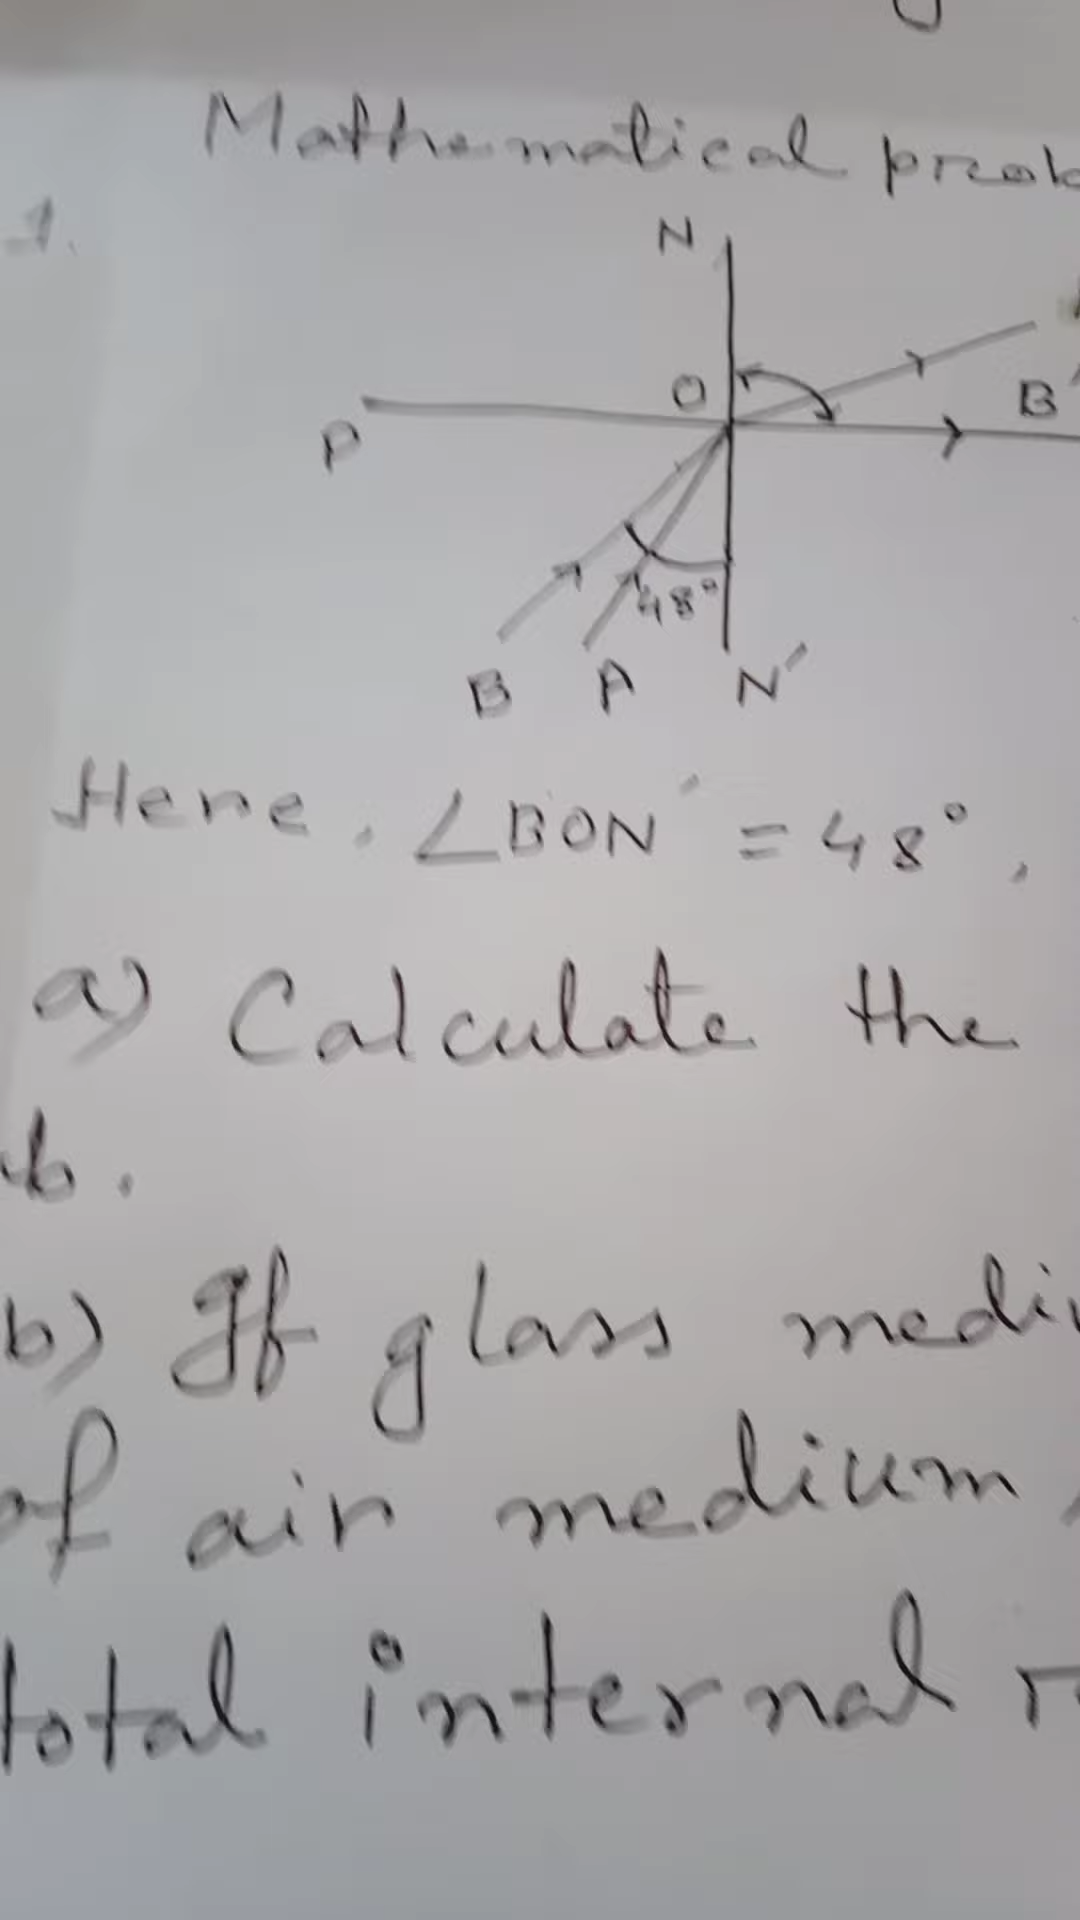 Mathematical prob
1.
N
O
B
P
48°
B A N'
Here, ∠BON' = 48°,
a) Calculate the
b.
b) If glass medi
of air medium
total internal r